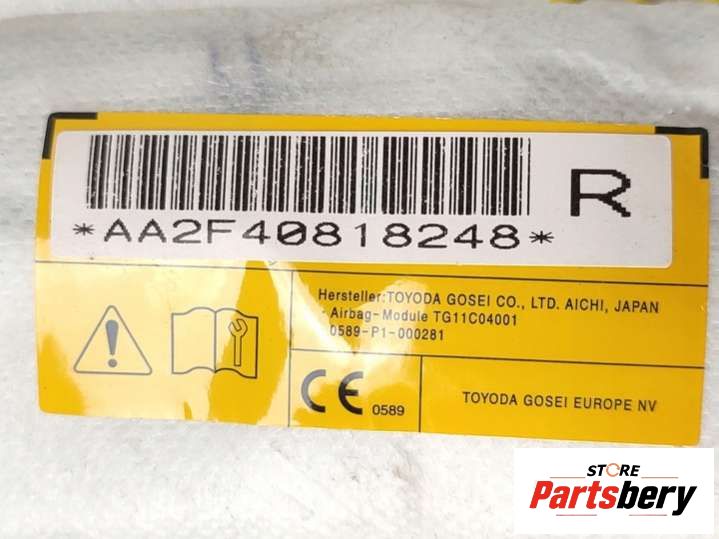 R
*AA2F40818248*
Hersteller:TOYODA GOSEI CO., LTD. AICHI, JAPAN
Airbag-Module TG11C04001
0589-P1-000281
CE 0589
TOYODA GOSEI EUROPE NV
STORE
Partsbery